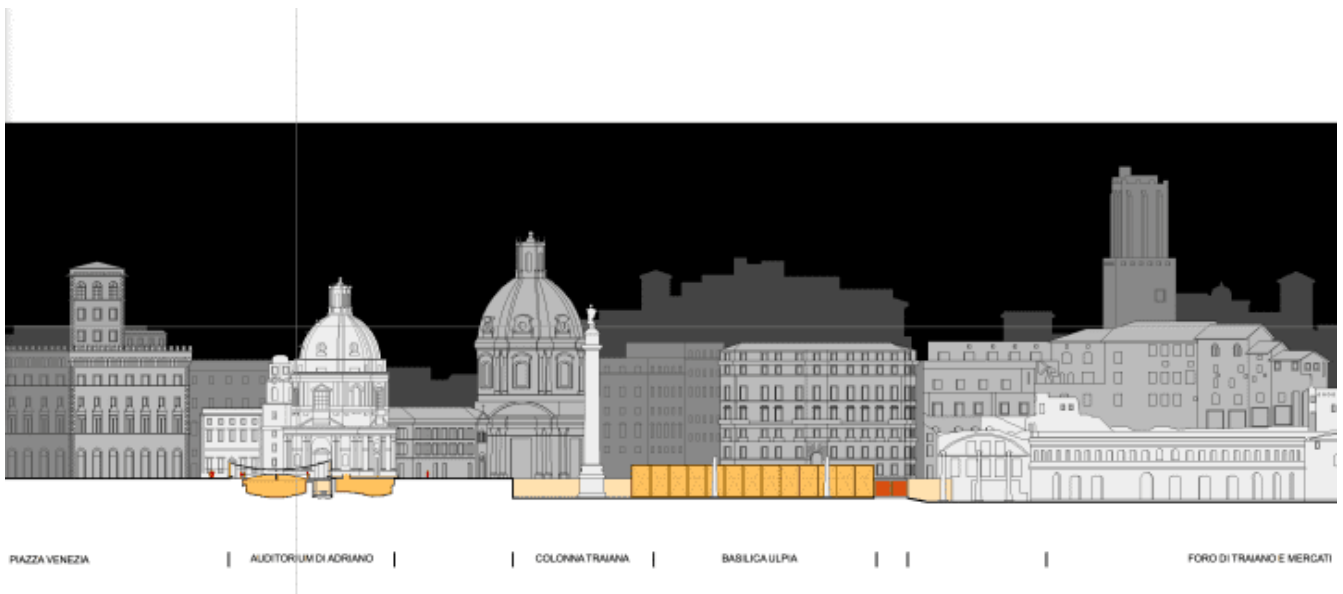 PIAZZA VENEZIA
AUDITORIUM DI ADRIANO
COLONNA TRAIANA
BASILICA ULPIA
FORO DI TRAIANO E MERCATI